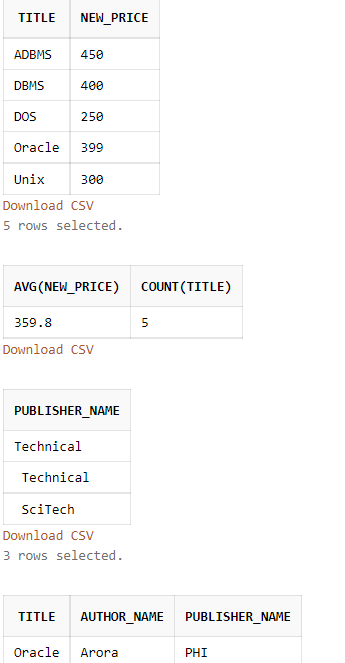 TITLE NEW_PRICE
ADBMS 450
DBMS 400
DOS 250
Oracle 399
Unix 300
Download CSV
5 rows selected.
AVG(NEW_PRICE) COUNT(TITLE)
359.8 5
Download CSV
PUBLISHER_NAME
Technical
Technical
SciTech
Download CSV
3 rows selected.
TITLE AUTHOR_NAME PUBLISHER_NAME
Oracle Arora PHI